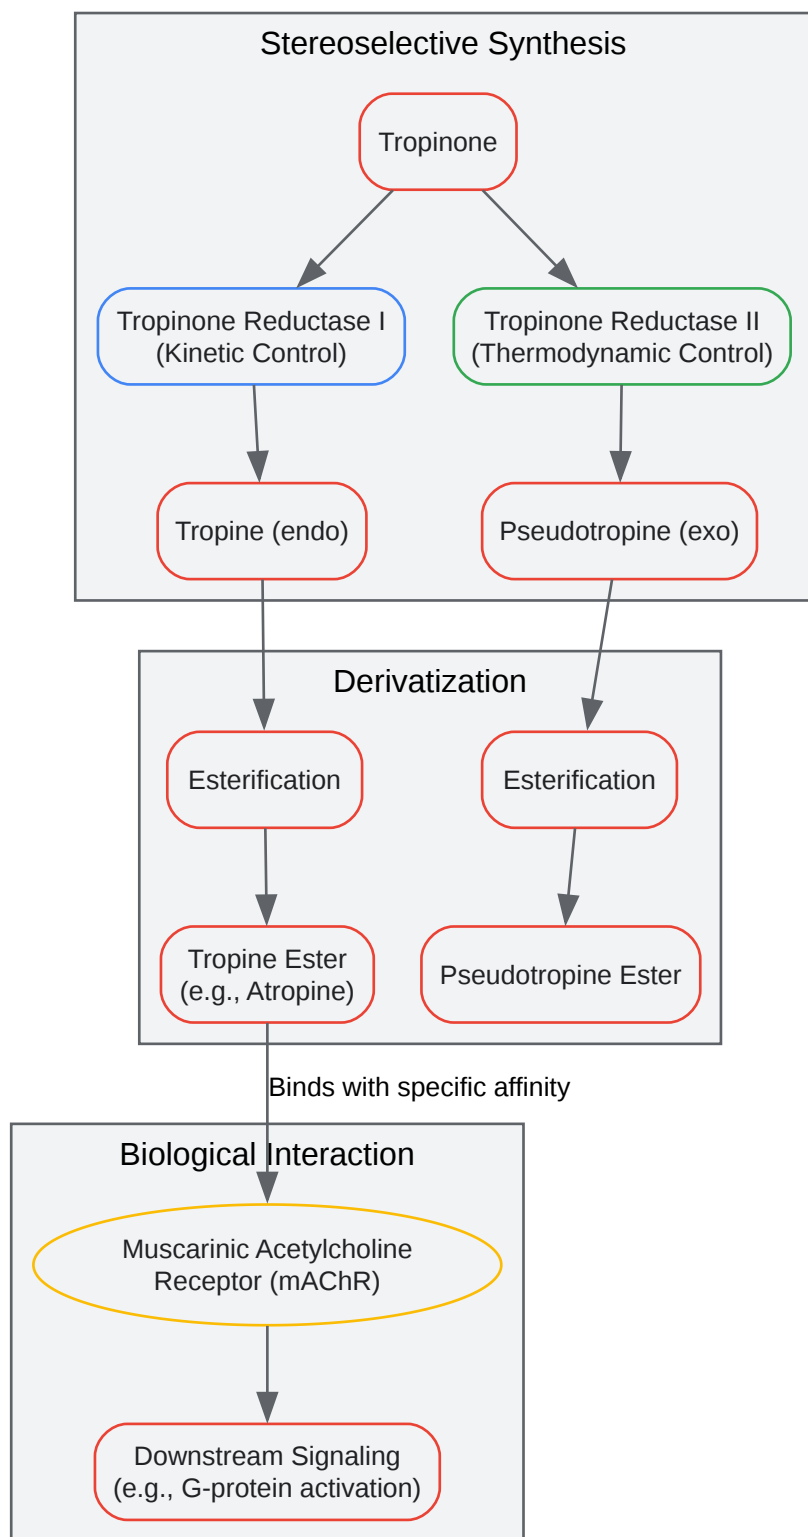 Stereoselective Synthesis
Tropinone
Tropinone Reductase I
(Kinetic Control)
Tropinone Reductase II
(Thermodynamic Control)
Tropine (endo)
Pseudotropine (exo)
Derivatization
Esterification
Esterification
Tropine Ester
(e.g., Atropine)
Pseudotropine Ester
Binds with specific affinity
Biological Interaction
Muscarinic Acetylcholine
Receptor (mAChR)
Downstream Signaling
(e.g., G-protein activation)